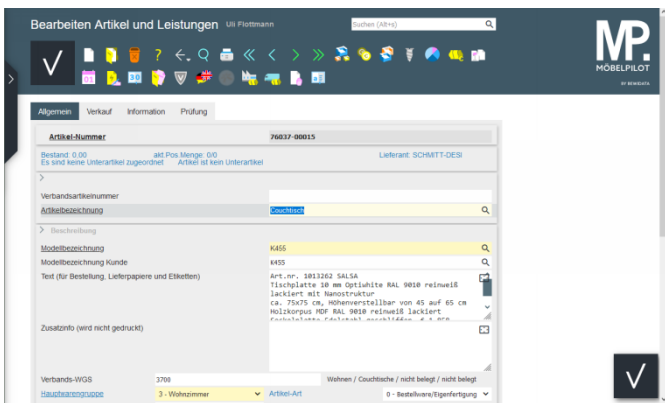 Bearbeiten Artikel und Leistungen Uli Flottmann
Suchen (Alt+s)
MP.
MÖBELPILOT
BY BEWIDATA
Allgemein Verkauf Information Prüfung
Artikel-Nummer 76037-00015
Bestand: 0,00 akt.Pos.Menge: 0/0 Lieferant: SCHMITT-DESI
Es sind keine Unterartikel zugeordnet Artikel ist kein Unterartikel
Verbandsartikelnummer
Artikelbezeichnung Couchtisch
Beschreibung
Modellbezeichnung K455
Modellbezeichnung Kunde K455
Text (für Bestellung, Lieferpapiere und Etiketten) Art.nr. 1013262 SALSA
Tischplatte 10 mm Optiwhite RAL 9010 reinweiß
lackiert mit Nanostruktur
ca. 75x75 cm, Höhenverstellbar von 45 auf 65 cm
Holzkorpus MDF RAL 9010 reinweiß lackiert
Zusatzinfo (wird nicht gedruckt)
Verbands-WGS 3700 Wohnen / Couchtische / nicht belegt / nicht belegt
Hauptwarengruppe 3 - Wohnzimmer Artikel-Art 0 - Bestellware/Eigenfertigung